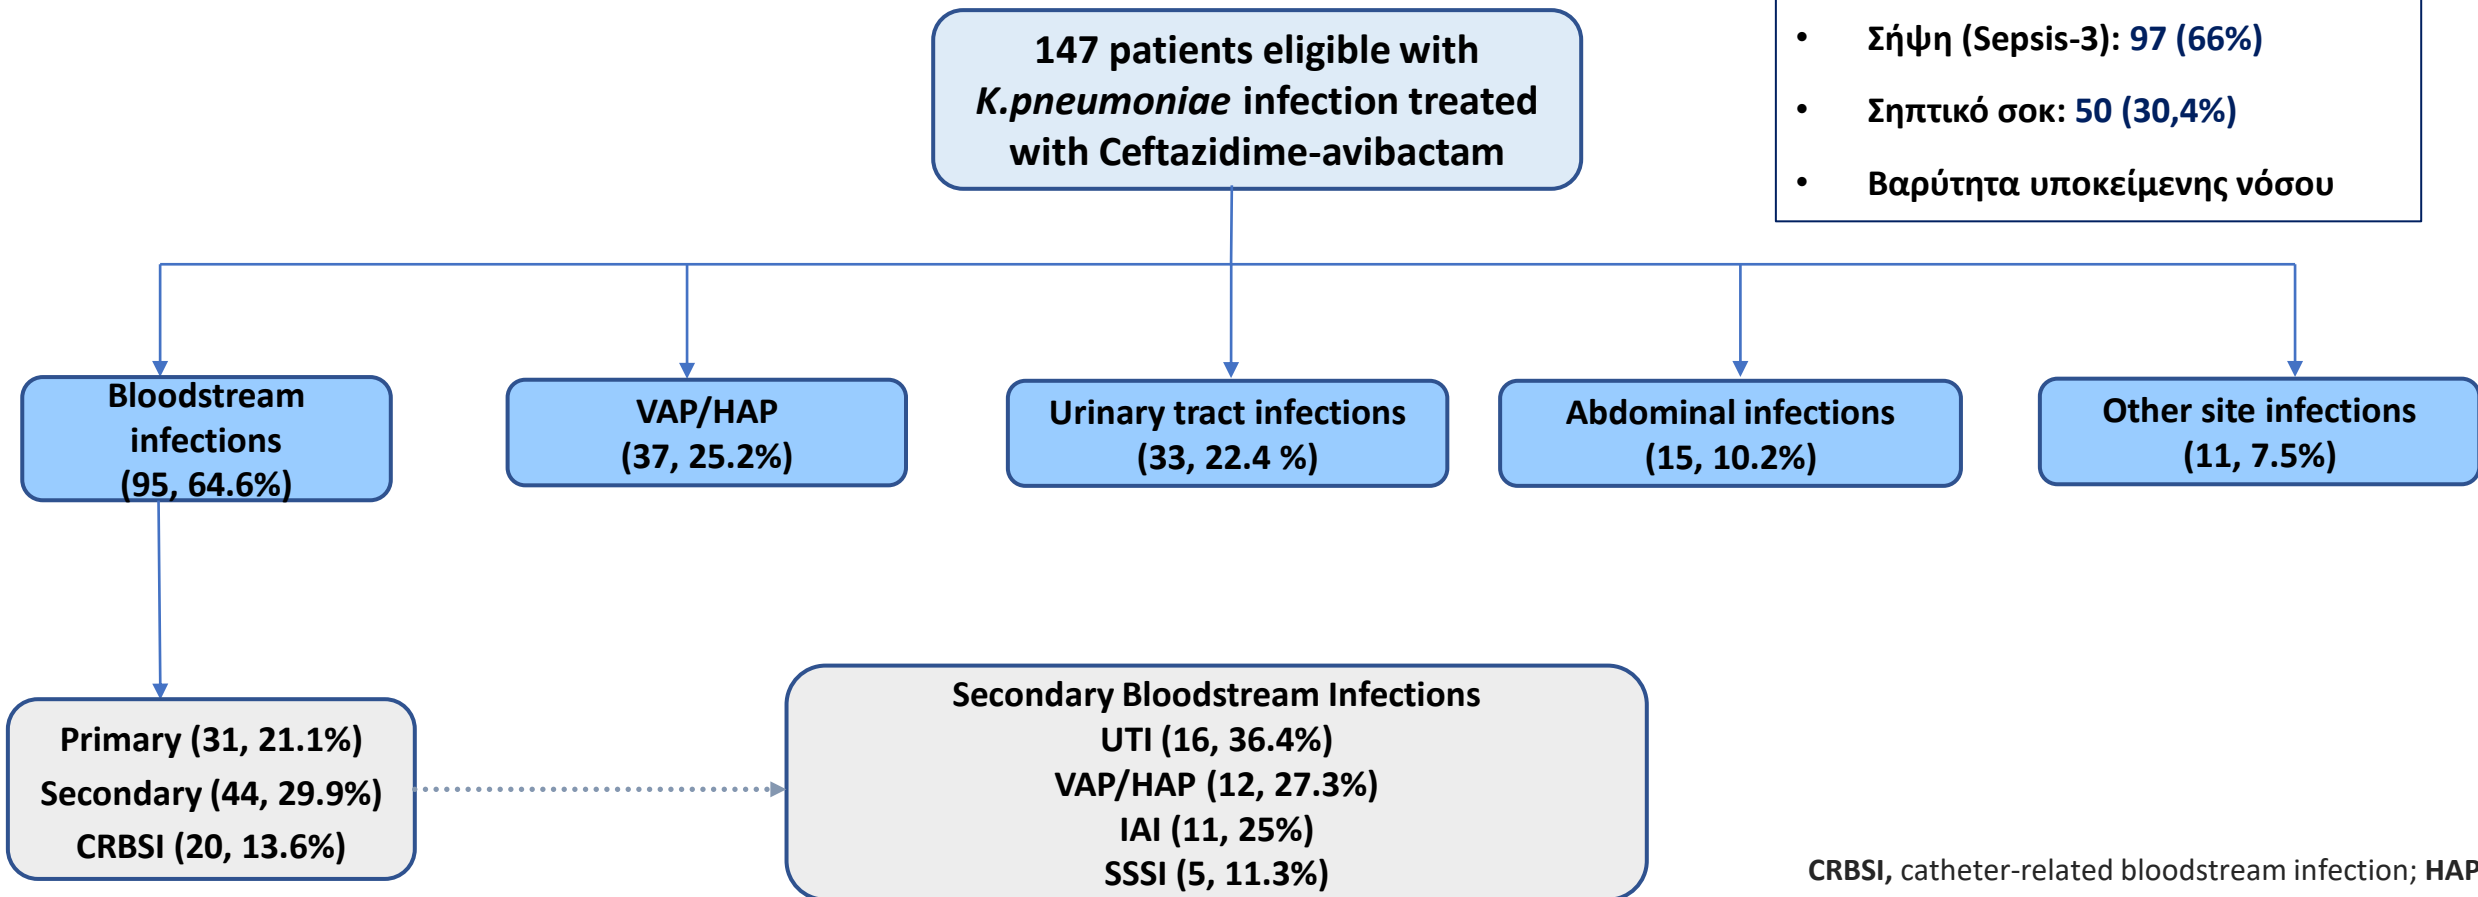 147 patients eligible with
K.pneumoniae infection treated
with Ceftazidime-avibactam
• Σήψη (Sepsis-3): 97 (66%)
• Σηπτικό σοκ: 50 (30,4%)
• Βαρύτητα υποκείμενης νόσου
Bloodstream
infections
(95, 64.6%)
VAP/HAP
(37, 25.2%)
Urinary tract infections
(33, 22.4 %)
Abdominal infections
(15, 10.2%)
Other site infections
(11, 7.5%)
Primary (31, 21.1%)
Secondary (44, 29.9%)
CRBSI (20, 13.6%)
Secondary Bloodstream Infections
UTI (16, 36.4%)
VAP/HAP (12, 27.3%)
IAI (11, 25%)
SSSI (5, 11.3%)
CRBSI, catheter-related bloodstream infection; HAP